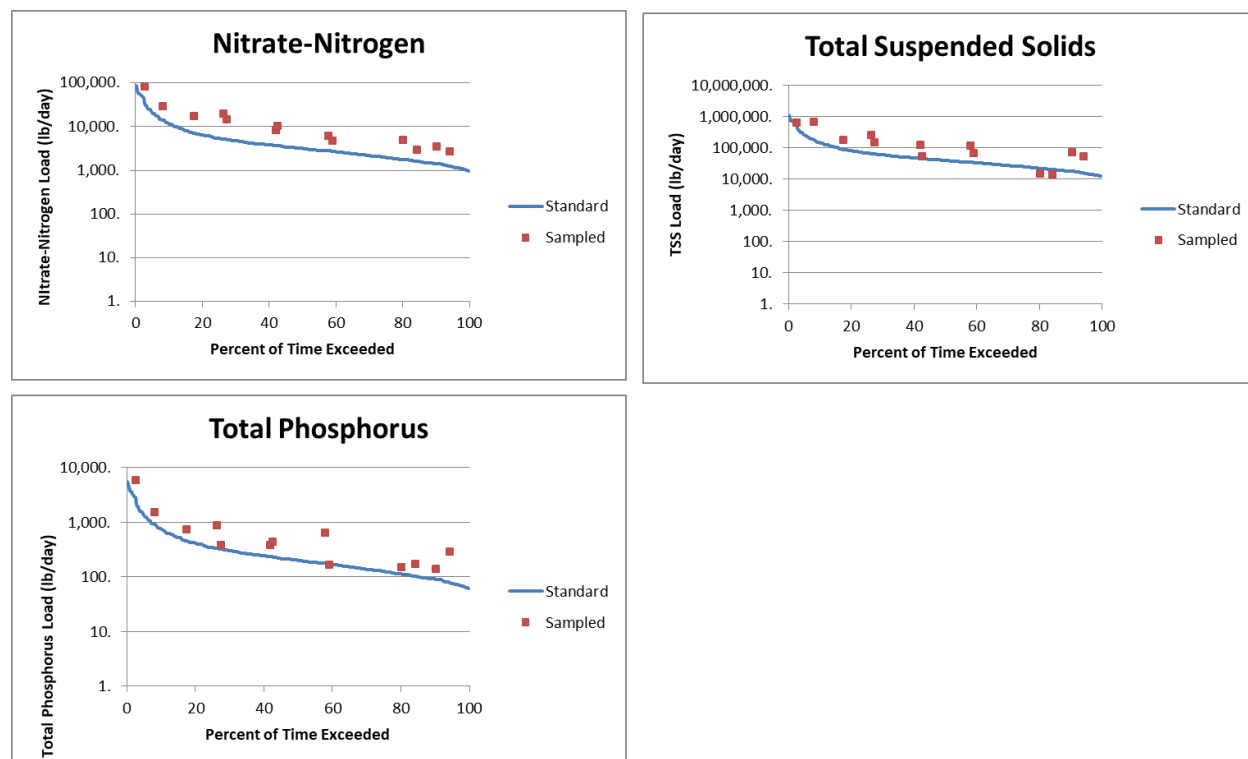 Nitrate-Nitrogen
NItrate-Nitrogen Load (lb/day)
100,000.
10,000.
1,000.
100.
10.
1.
0 20 40 60 80 100
Percent of Time Exceeded
Standard
Sampled
Total Suspended Solids
TSS Load (lb/day)
10,000,000.
1,000,000.
100,000.
10,000.
1,000.
100.
10.
1.
0 20 40 60 80 100
Percent of Time Exceeded
Standard
Sampled
Total Phosphorus
Total Phosphorus Load (lb/day)
10,000.
1,000.
100.
10.
1.
0 20 40 60 80 100
Percent of Time Exceeded
Standard
Sampled